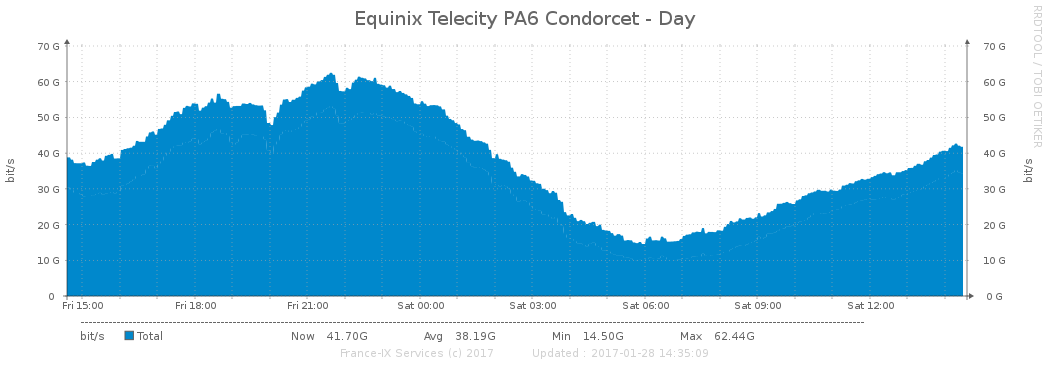 Equinix Telecity PA6 Condorcet - Day
RRDTOOL / TOBI OETIKER
bit/s
70 G 70 G
60 G 60 G
50 G 50 G
40 G 40 G
30 G 30 G
20 G 20 G
10 G 10 G
0 0 G
bit/s
Fri 15:00 Fri 18:00 Fri 21:00 Sat 00:00 Sat 03:00 Sat 06:00 Sat 09:00 Sat 12:00
bit/s Total Now 41.70G Avg 38.19G Min 14.50G Max 62.44G
France-IX Services (c) 2017 Updated : 2017-01-28 14:35:09